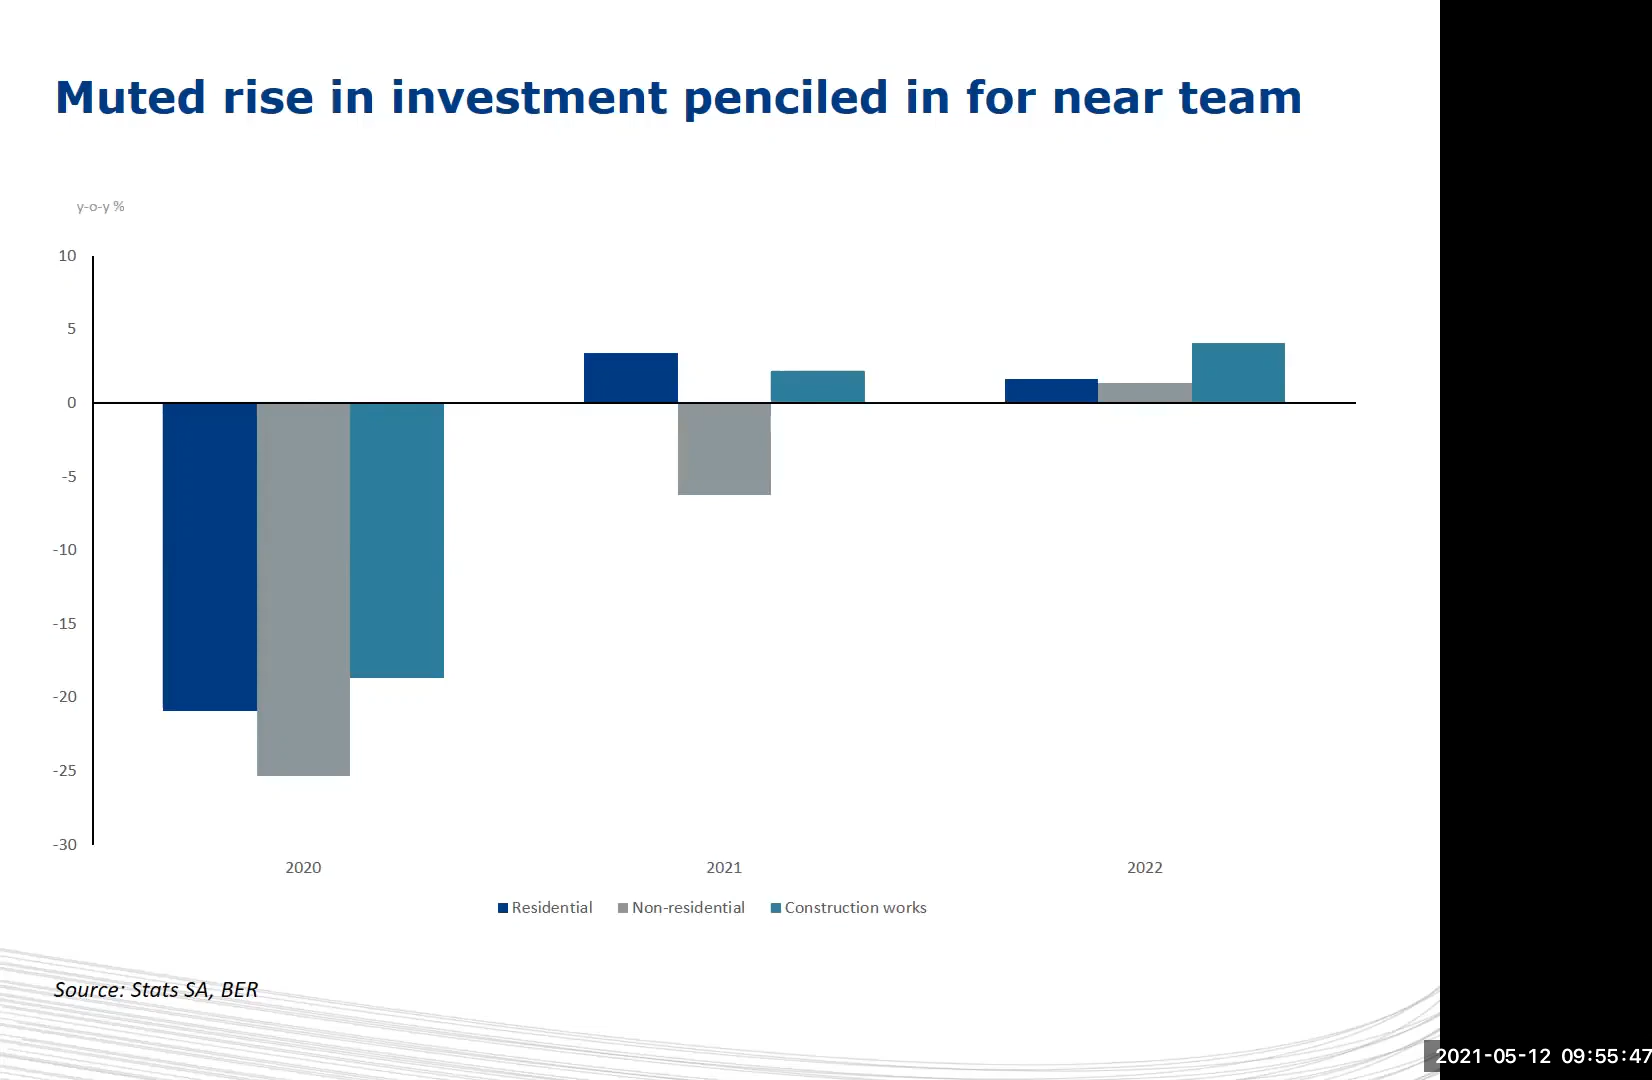 Muted rise in investment penciled in for near team
y-o-y %
10
5
0
-5
-10
-15
-20
-25
-30
2020 2021 2022
Residential Non-residential Construction works
Source: Stats SA, BER
2021-05-12 09:55:47